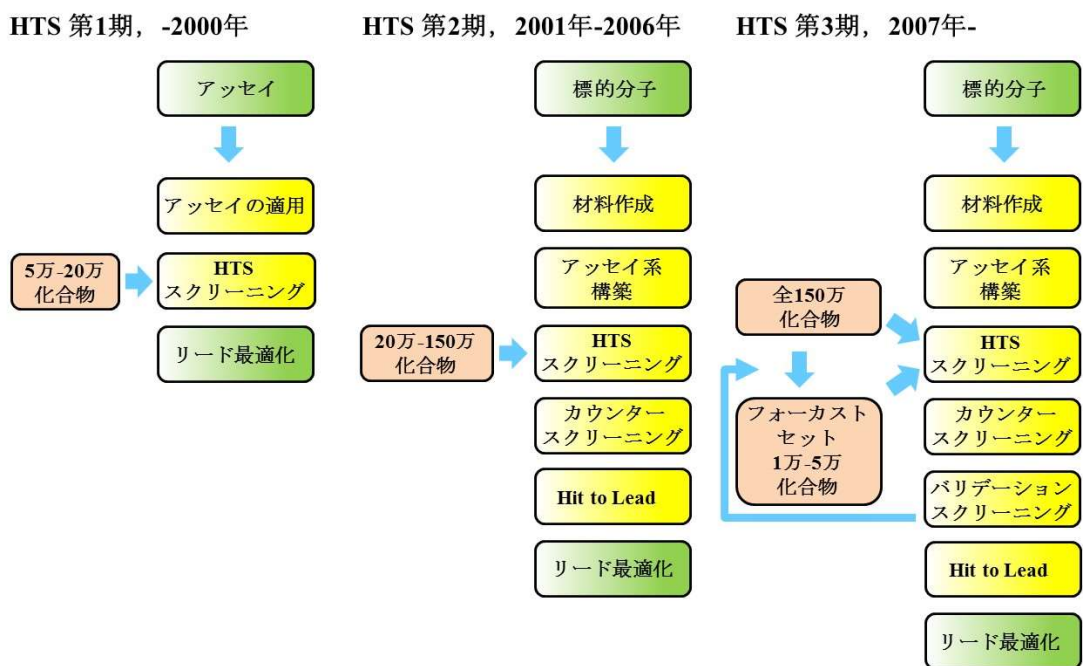 HTS 第1期, -2000年
アッセイ
アッセイの適用
5万-20万
化合物
HTS
スクリーニング
リード最適化
HTS 第2期, 2001年-2006年
標的分子
材料作成
アッセイ系
構築
20万-150万
化合物
HTS
スクリーニング
カウンター
スクリーニング
Hit to Lead
リード最適化
HTS 第3期, 2007年-
標的分子
材料作成
アッセイ系
構築
全150万
化合物
HTS
スクリーニング
フォーカスト
セット
1万-5万
化合物
カウンター
スクリーニング
バリデーション
スクリーニング
Hit to Lead
リード最適化